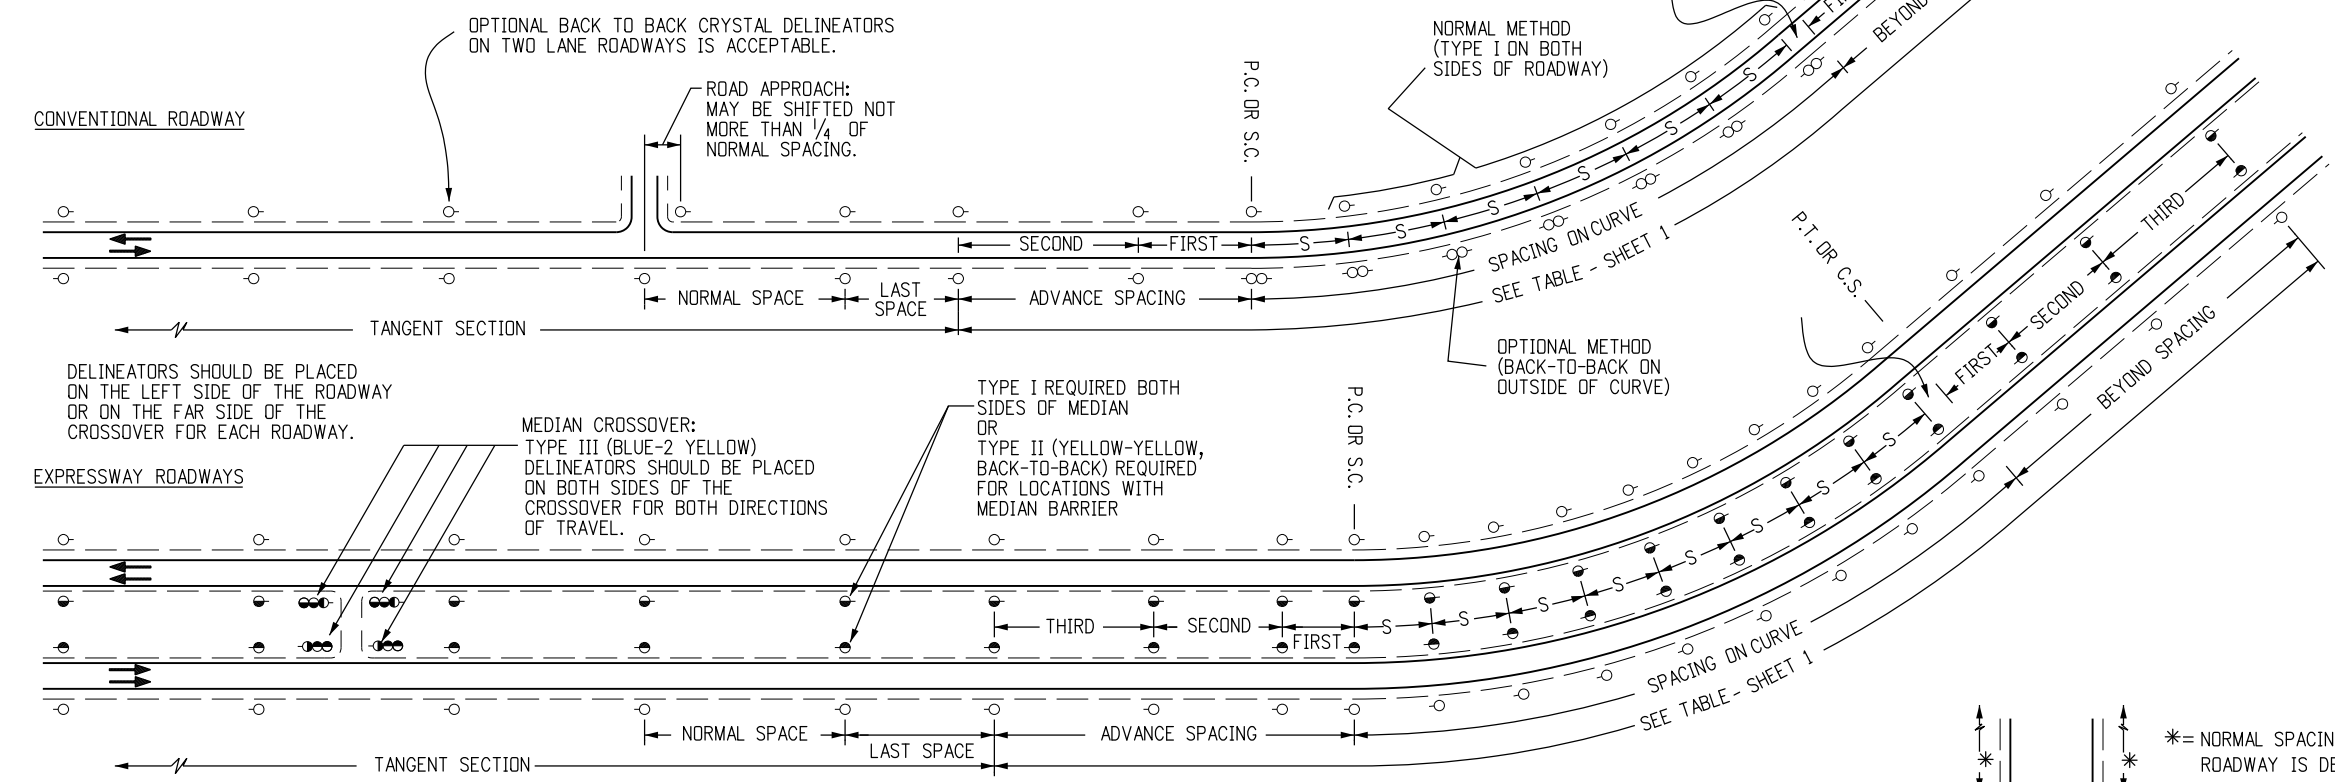 OPTIONAL BACK TO BACK CRYSTAL DELINEATORS
ON TWO LANE ROADWAYS IS ACCEPTABLE.
CONVENTIONAL ROADWAY
ROAD APPROACH:
MAY BE SHIFTED NOT
MORE THAN 1/4 OF
NORMAL SPACING.
P.C. OR S.C.
NORMAL METHOD
(TYPE I ON BOTH
SIDES OF ROADWAY)
BEYOND
SECOND
FIRST
S
S
S
S
S
S
S
NORMAL SPACE
LAST
SPACE
ADVANCE SPACING
SPACING ON CURVE
SEE TABLE - SHEET 1
TANGENT SECTION
OPTIONAL METHOD
(BACK-TO-BACK ON
OUTSIDE OF CURVE)
DELINEATORS SHOULD BE PLACED
ON THE LEFT SIDE OF THE ROADWAY
OR ON THE FAR SIDE OF THE
CROSSOVER FOR EACH ROADWAY.
EXPRESSWAY ROADWAYS
MEDIAN CROSSOVER:
TYPE III (BLUE-2 YELLOW)
DELINEATORS SHOULD BE PLACED
ON BOTH SIDES OF THE
CROSSOVER FOR BOTH DIRECTIONS
OF TRAVEL.
TYPE I REQUIRED BOTH
SIDES OF MEDIAN
OR
TYPE II (YELLOW-YELLOW,
BACK-TO-BACK) REQUIRED
FOR LOCATIONS WITH
MEDIAN BARRIER
P.C. OR S.C.
P.T. OR C.S.
THIRD
SECOND
FIRST
BEYOND SPACING
THIRD
SECOND
FIRST
S
S
S
S
S
S
S
S
NORMAL SPACE
LAST SPACE
ADVANCE SPACING
SPACING ON CURVE
SEE TABLE - SHEET 1
TANGENT SECTION
*
*
*= NORMAL SPACIN
ROADWAY IS DE